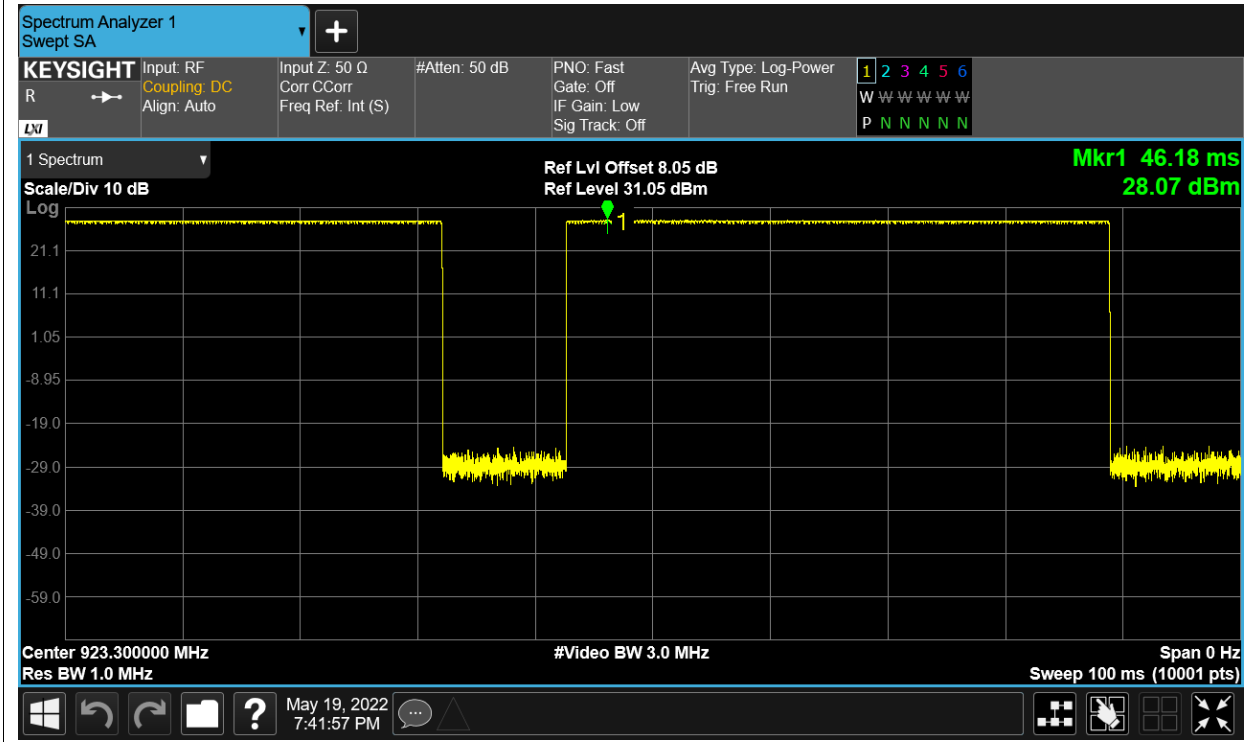 Spectrum Analyzer 1
Swept SA
KEYSIGHT
R
LXI
Input: RF
Coupling: DC
Align: Auto
Input Z: 50 Ω
Corr CCorr
Freq Ref: Int (S)
#Atten: 50 dB
PNO: Fast
Gate: Off
IF Gain: Low
Sig Track: Off
Avg Type: Log-Power
Trig: Free Run
1 2 3 4 5 6
W W W W W W
P N N N N N
1 Spectrum
Scale/Div 10 dB
Log
Ref Lvl Offset 8.05 dB
Ref Level 31.05 dBm
Mkr1 46.18 ms
28.07 dBm
1
21.1
11.1
1.05
-8.95
-19.0
-29.0
-39.0
-49.0
-59.0
Center 923.300000 MHz
Res BW 1.0 MHz
#Video BW 3.0 MHz
Span 0 Hz
Sweep 100 ms (10001 pts)
?
May 19, 2022
7:41:57 PM